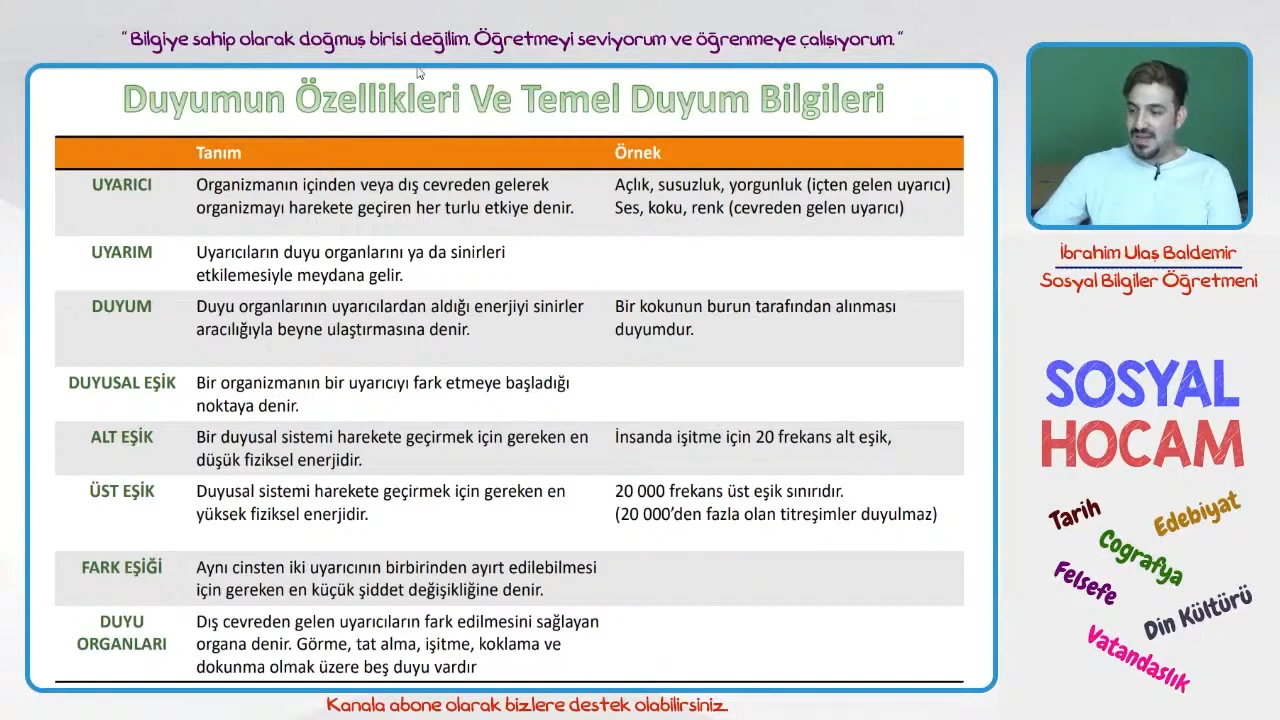 " Bilgiye sahip olarak doğmuş birisi değilim. Öğretmeyi seviyorum ve öğrenmeye çalışıyorum. "
Duyumun Özellikleri Ve Temel Duyum Bilgileri
Tanım Örnek
UYARICI Organizmanın içinden veya dış cevreden gelerek Açlık, susuzluk, yorgunluk (içten gelen uyarıcı)
organizmayı harekete geçiren her turlu etkiye denir. Ses, koku, renk (cevreden gelen uyarıcı)
UYARIM Uyarıcıların duyu organlarını ya da sinirleri
etkilemesiyle meydana gelir.
DUYUM Duyu organlarının uyarıcılardan aldığı enerjiyi sinirler Bir kokunun burun tarafından alınması
aracılığıyla beyne ulaştırmasına denir. duyumdur.
DUYUSAL EŞİK Bir organizmanın bir uyarıcıyı fark etmeye başladığı
noktaya denir.
ALT EŞİK Bir duyusal sistemi harekete geçirmek için gereken en İnsanda işitme için 20 frekans alt eşik,
düşük fiziksel enerjidir.
ÜST EŞİK Duyusal sistemi harekete geçirmek için gereken en 20 000 frekans üst eşik sınırıdır.
yüksek fiziksel enerjidir. (20 000’den fazla olan titreşimler duyulmaz)
FARK EŞİĞİ Aynı cinsten iki uyarıcının birbirinden ayırt edilebilmesi
için gereken en küçük şiddet değişikliğine denir.
DUYU Dış cevreden gelen uyarıcıların fark edilmesini sağlayan
ORGANLARI organa denir. Görme, tat alma, işitme, koklama ve
dokunma olmak üzere beş duyu vardır
Kanala abone olarak bizlere destek olabilirsiniz.
İbrahim Ulaş Baldemir
Sosyal Bilgiler Öğretmeni
SOSYAL
HOCAM
Tarih
Edebiyat
Coğrafya
Felsefe
Din Kültürü
Vatandaslık